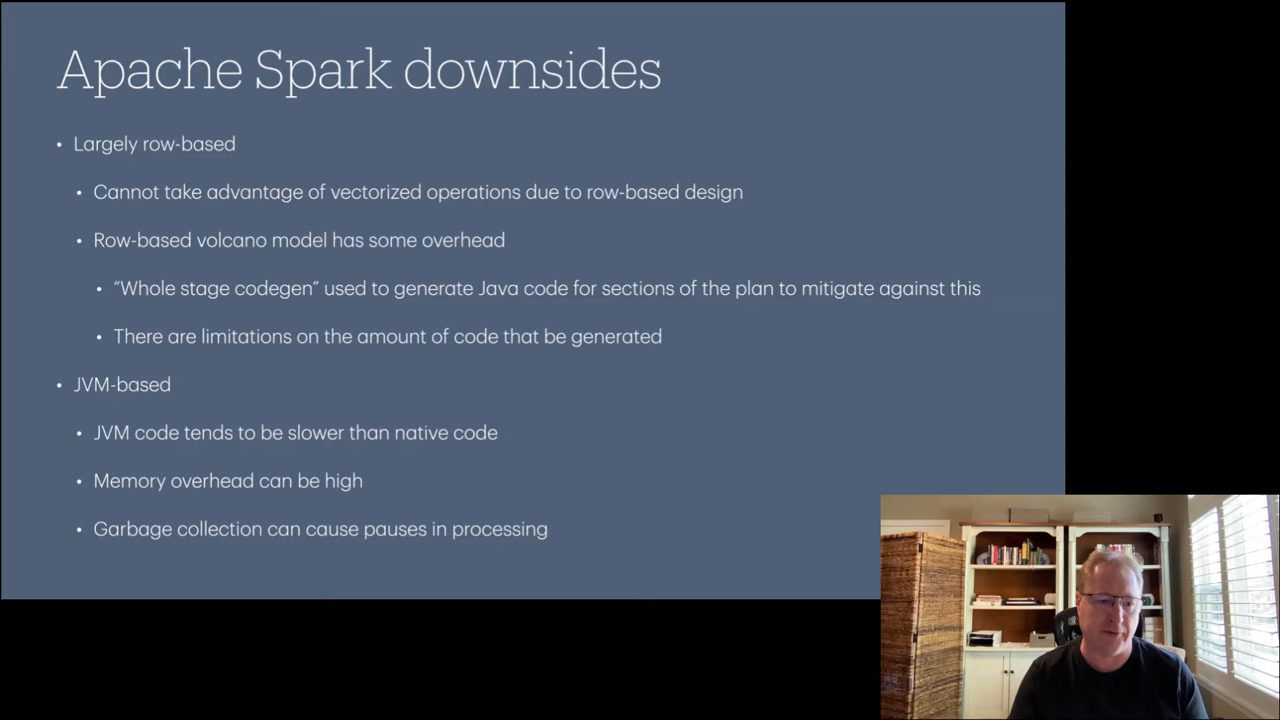 Apache Spark downsides
• Largely row-based
• Cannot take advantage of vectorized operations due to row-based design
• Row-based volcano model has some overhead
• “Whole stage codegen” used to generate Java code for sections of the plan to mitigate against this
• There are limitations on the amount of code that be generated
• JVM-based
• JVM code tends to be slower than native code
• Memory overhead can be high
• Garbage collection can cause pauses in processing